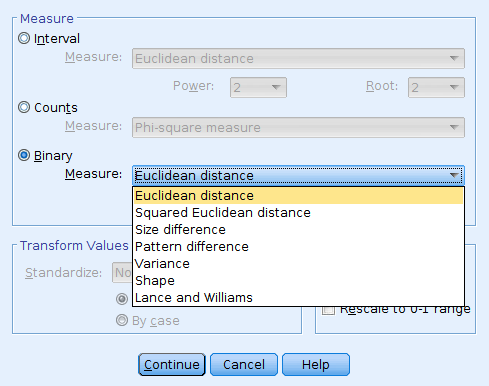 Measure
Interval
Measure: Euclidean distance
Power: 2 Root: 2
Counts
Measure: Phi-square measure
Binary
Measure: Euclidean distance
Euclidean distance
Squared Euclidean distance
Size difference
Pattern difference
Variance
Shape
Lance and Williams
Transform Values
Standardize:
By case
Rescale to 0-1 range
Continue Cancel Help